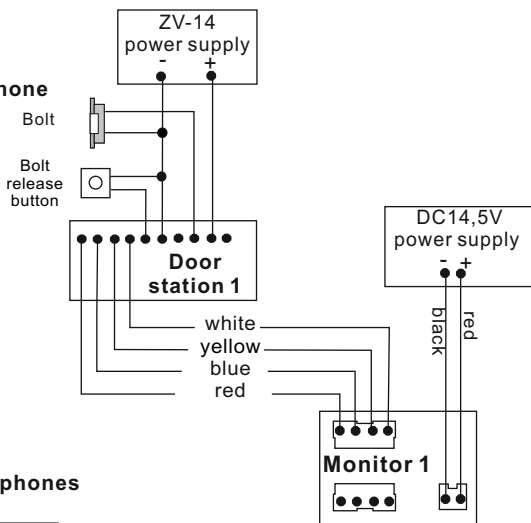 ZV-14
power supply
- +
Bolt
Bolt
release
button
Door
station 1
DC14,5V
power supply
- +
black
red
white
yellow
blue
red
Monitor 1
phones